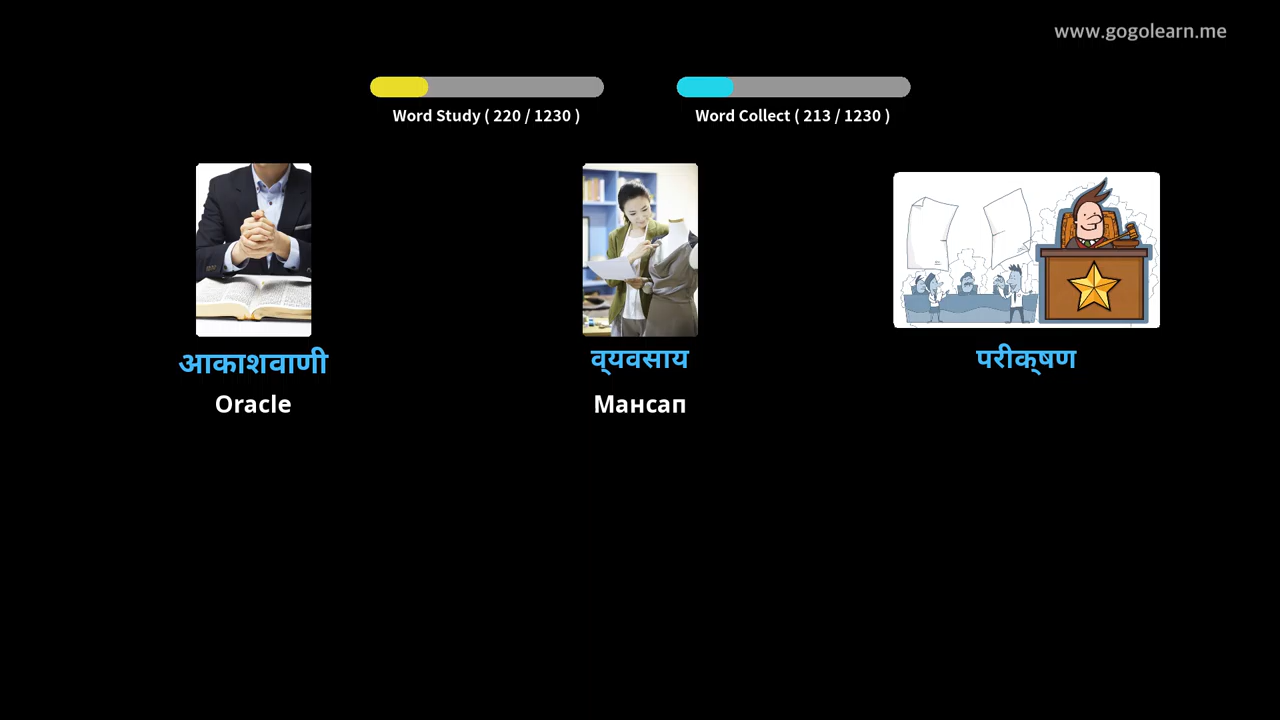 www.gogolearn.me
Word Study ( 220 / 1230 )
Word Collect ( 213 / 1230 )
आकाशवाणी
Oracle
व्‌यवसाय
Мансап
परीक्‌षण